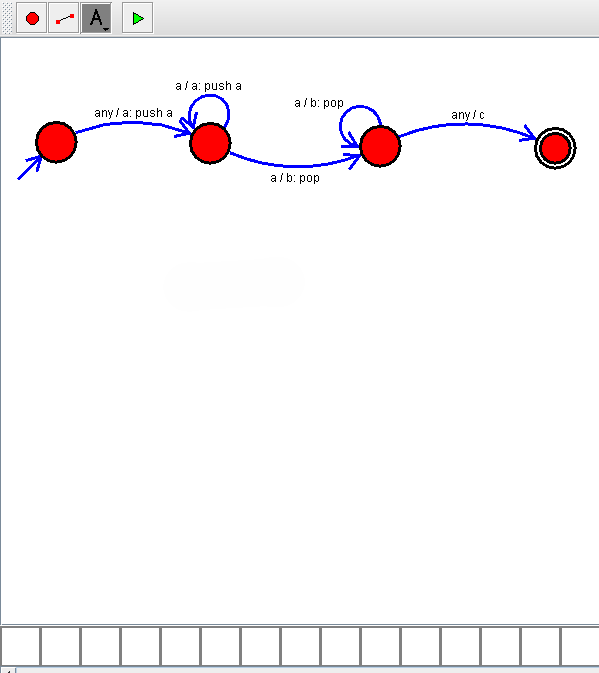 A
a / a: push a
any / a: push a
a / b: pop
any / c
a / b: pop